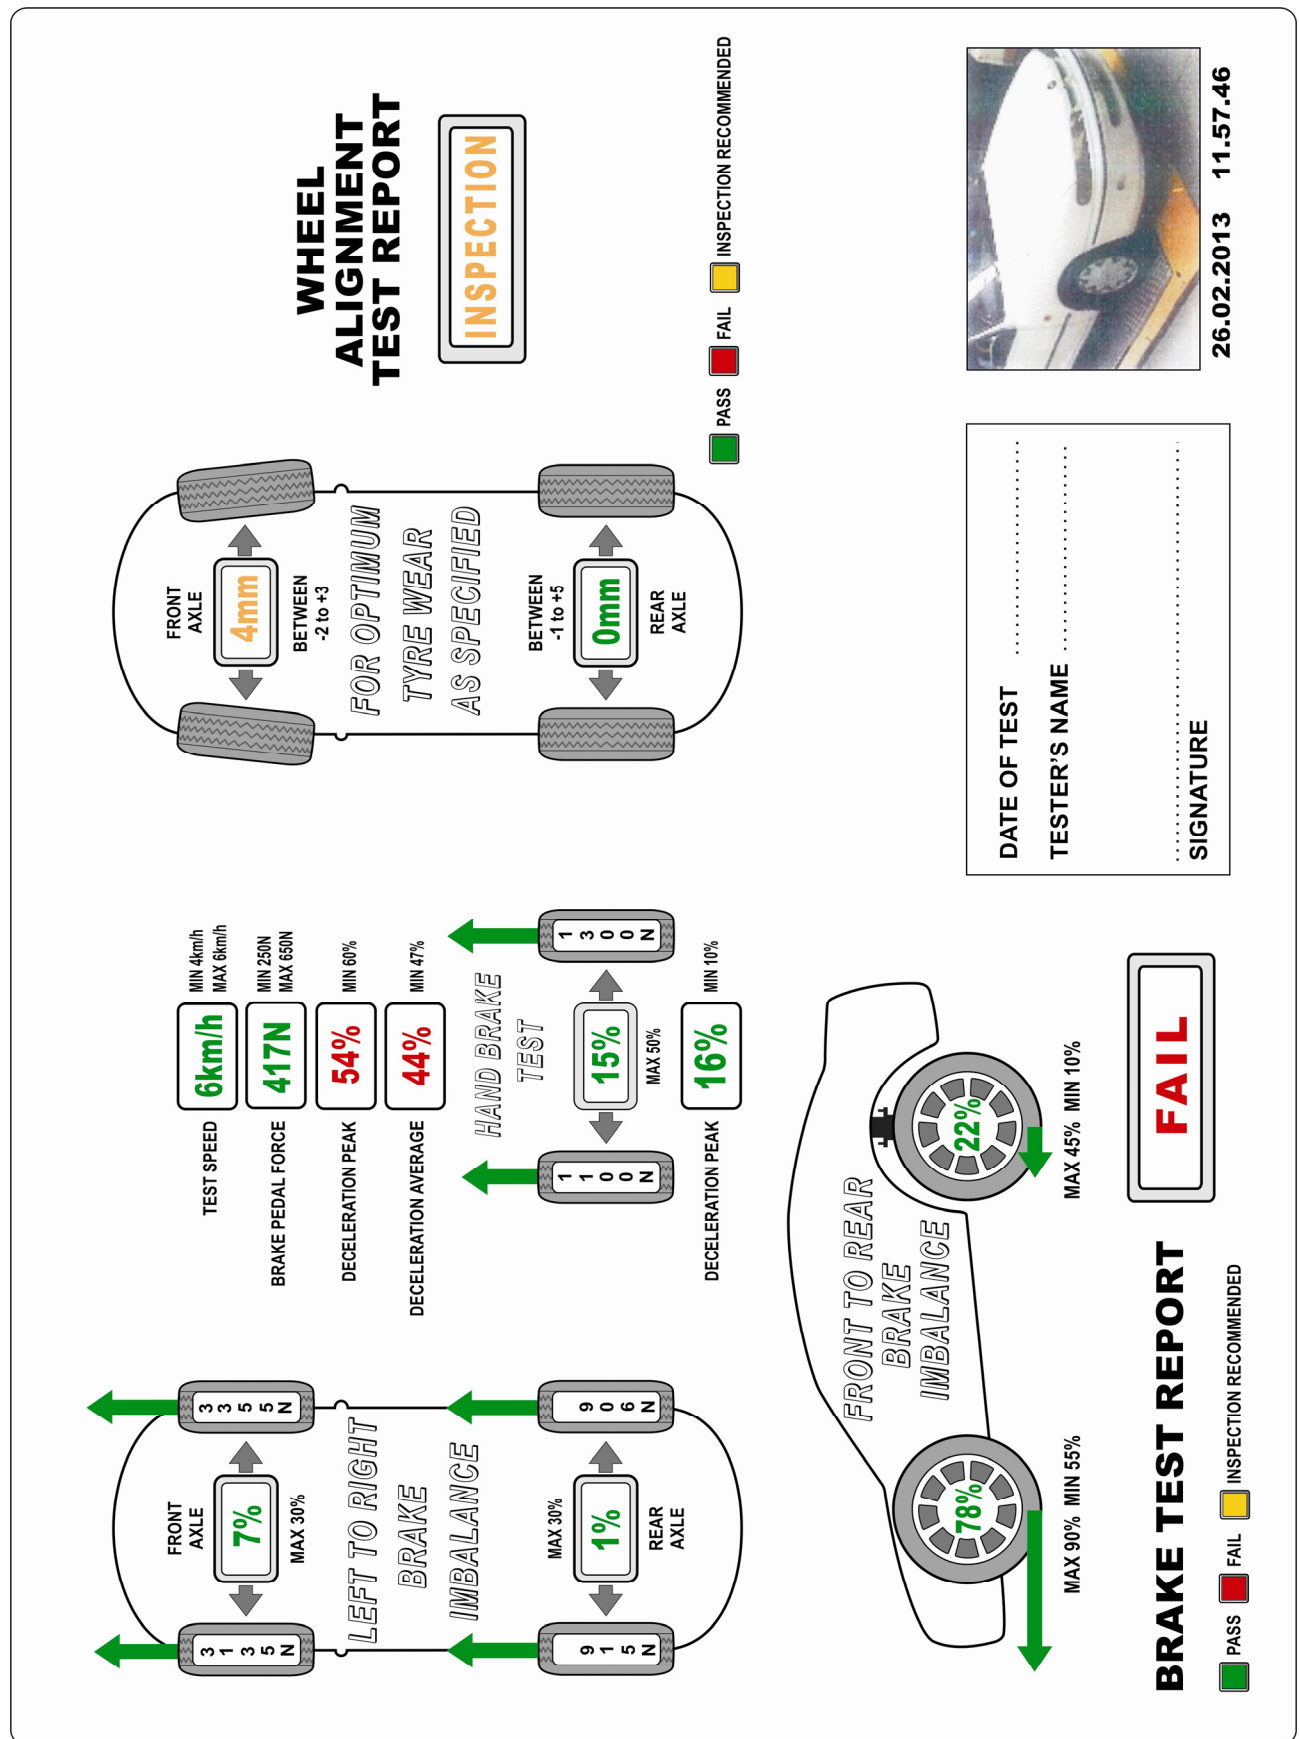 FRONT
AXLE
7%
MAX 30%
3135N
3355N
LEFT TO RIGHT
BRAKE
IMBALANCE
MAX 30%
1%
REAR
AXLE
915N
906N
TEST SPEED
6km/h
MIN 4km/h
MAX 6km/h
BRAKE PEDAL FORCE
417N
MIN 250N
MAX 650N
DECELERATION PEAK
54%
MIN 60%
DECELERATION AVERAGE
44%
MIN 47%
HAND BRAKE
TEST
1100N
15%
1300N
MAX 50%
DECELERATION PEAK
16%
MIN 10%
FRONT
AXLE
4mm
BETWEEN
-2 to +3
FOR OPTIMUM
TYRE WEAR
AS SPECIFIED
BETWEEN
-1 to +5
0mm
REAR
AXLE
WHEEL
ALIGNMENT
TEST REPORT
INSPECTION
PASS FAIL INSPECTION RECOMMENDED
FRONT TO REAR
BRAKE
IMBALANCE
78%
22%
MAX 90% MIN 55%
MAX 45% MIN 10%
BRAKE TEST REPORT
FAIL
PASS FAIL INSPECTION RECOMMENDED
DATE OF TEST ........................
TESTER'S NAME ........................
................................................
SIGNATURE
26.02.2013 11.57.46